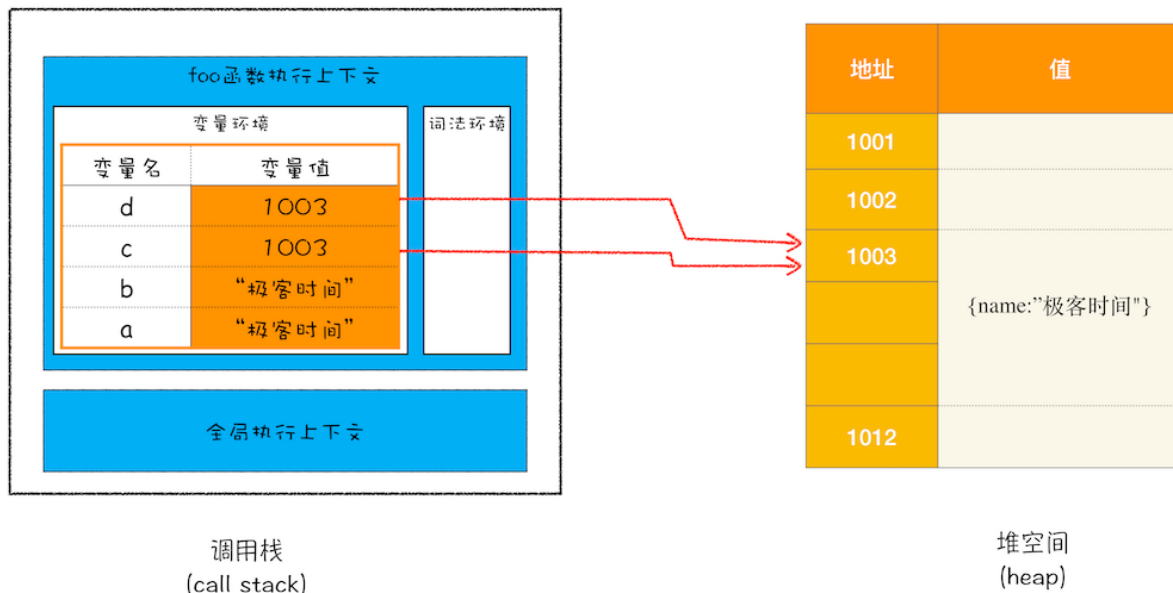 foo函数执行上下文
变量环境
词法环境
变量名 变量值
d 1003
c 1003
b “极客时间”
a “极客时间”
全局执行上下文
调用栈
(call stack)
地址 值
1001
1002
1003
{name:”极客时间"}
1012
堆空间
(heap)